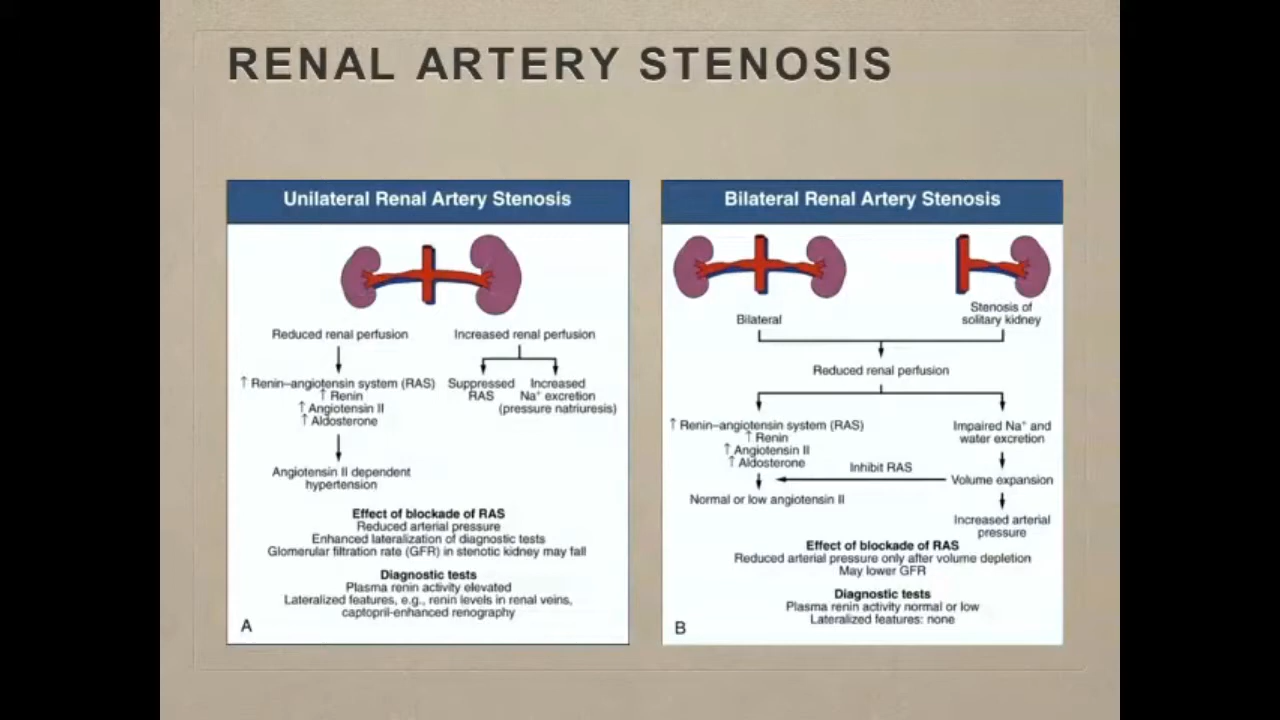 RENAL ARTERY STENOSIS
Unilateral Renal Artery Stenosis
Reduced renal perfusion
Increased renal perfusion
↑ Renin–angiotensin system (RAS)
↑ Renin
↑ Angiotensin II
↑ Aldosterone
Suppressed
RAS
Increased
Na⁺ excretion
(pressure natriuresis)
Angiotensin II dependent
hypertension
Effect of blockade of RAS
Reduced arterial pressure
Enhanced lateralization of diagnostic tests
Glomerular filtration rate (GFR) in stenotic kidney may fall
Diagnostic tests
Plasma renin activity elevated
Lateralized features, e.g., renin levels in renal veins,
captopril-enhanced renography
A
Bilateral Renal Artery Stenosis
Bilateral
Stenosis of
solitary kidney
Reduced renal perfusion
↑ Renin–angiotensin system (RAS)
↑ Renin
↑ Angiotensin II
↑ Aldosterone
Impaired Na⁺ and
water excretion
Inhibit RAS
Volume expansion
Normal or low angiotensin II
Increased arterial
pressure
Effect of blockade of RAS
Reduced arterial pressure only after volume depletion
May lower GFR
Diagnostic tests
Plasma renin activity normal or low
Lateralized features: none
B